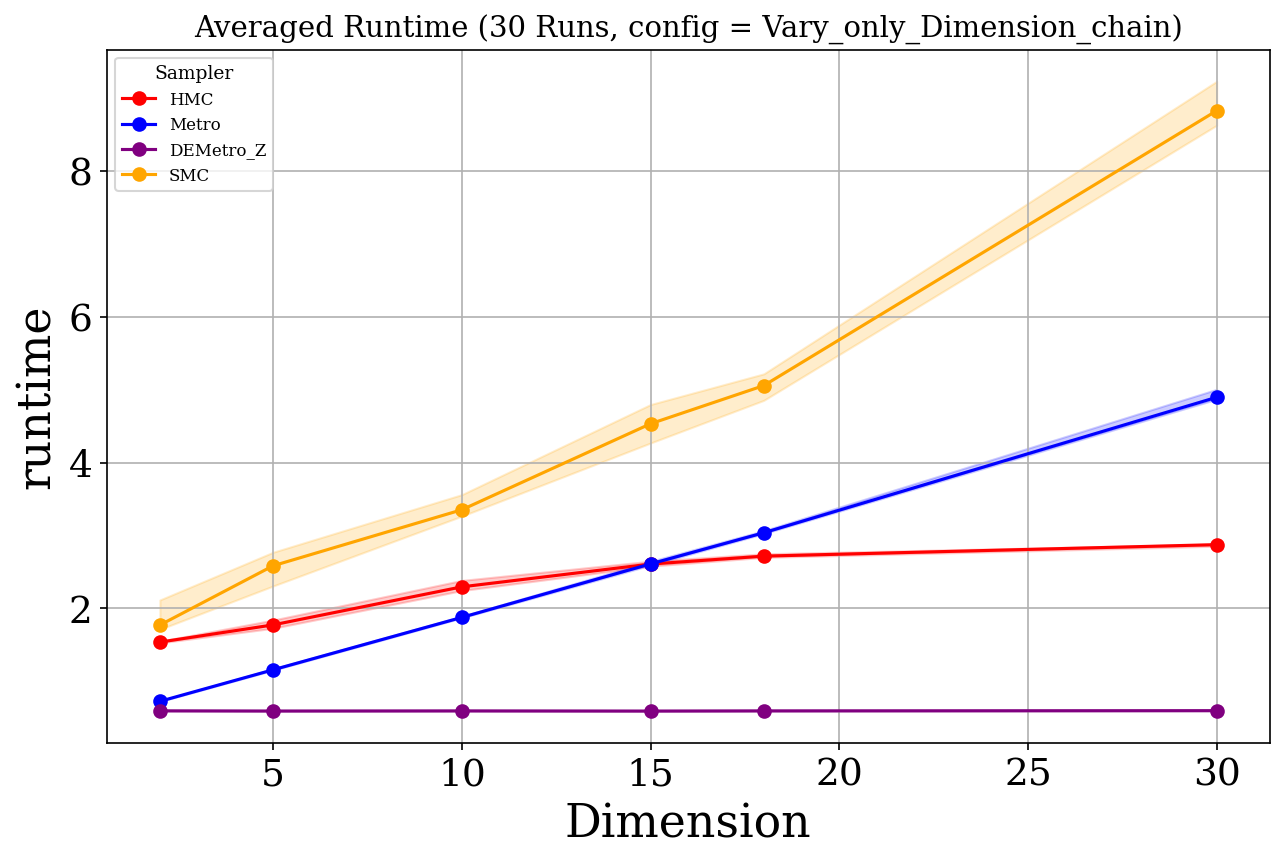 Averaged Runtime (30 Runs, config = Vary_only_Dimension_chain)
Sampler
HMC
Metro
DEMetro_Z
SMC
runtime
8
6
4
2
5 10 15 20 25 30
Dimension